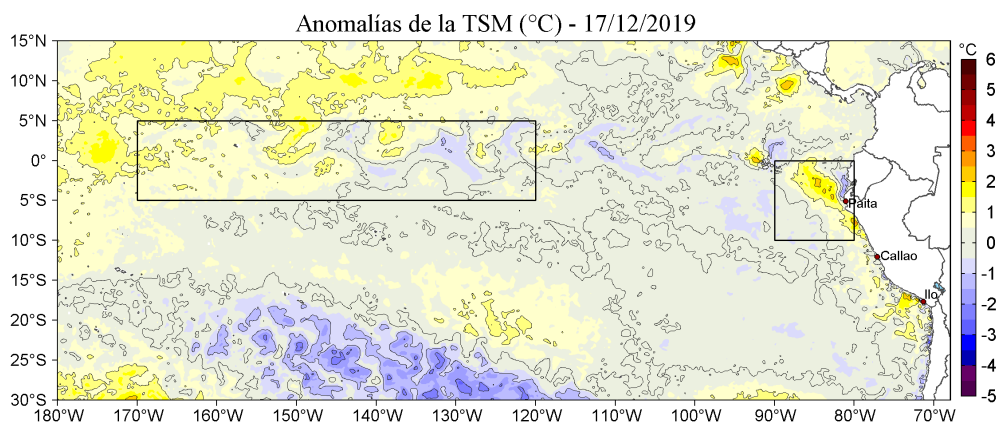 Anomalías de la TSM (°C) - 17/12/2019
15°N
10°N
5°N
0°
5°S
10°S
15°S
20°S
25°S
30°S
180°W
170°W
160°W
150°W
140°W
130°W
120°W
110°W
100°W
90°W
80°W
70°W
Paita
Callao
Ilo
°C
6
5
4
3
2
1
0
-1
-2
-3
-4
-5